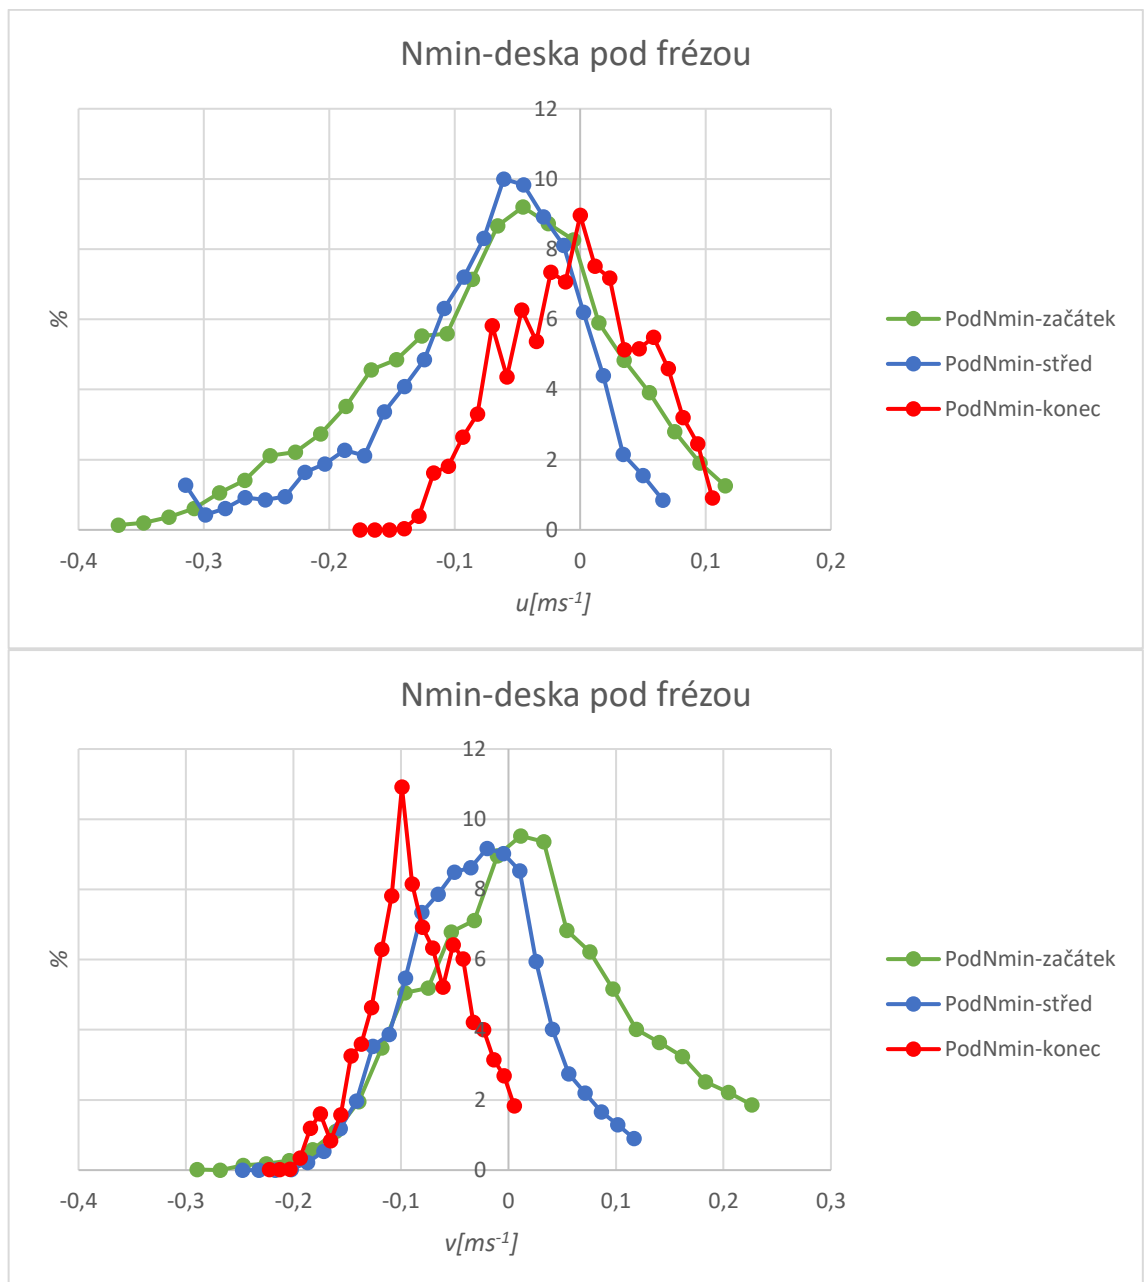 Nmin-deska pod frézou
12
10
8
6
4
2
0
-0,4 -0,3 -0,2 -0,1 0 0,1 0,2
%
u[ms⁻¹]
PodNmin-začátek
PodNmin-střed
PodNmin-konec
Nmin-deska pod frézou
12
10
8
6
4
2
0
-0,4 -0,3 -0,2 -0,1 0 0,1 0,2 0,3
%
v[ms⁻¹]
PodNmin-začátek
PodNmin-střed
PodNmin-konec